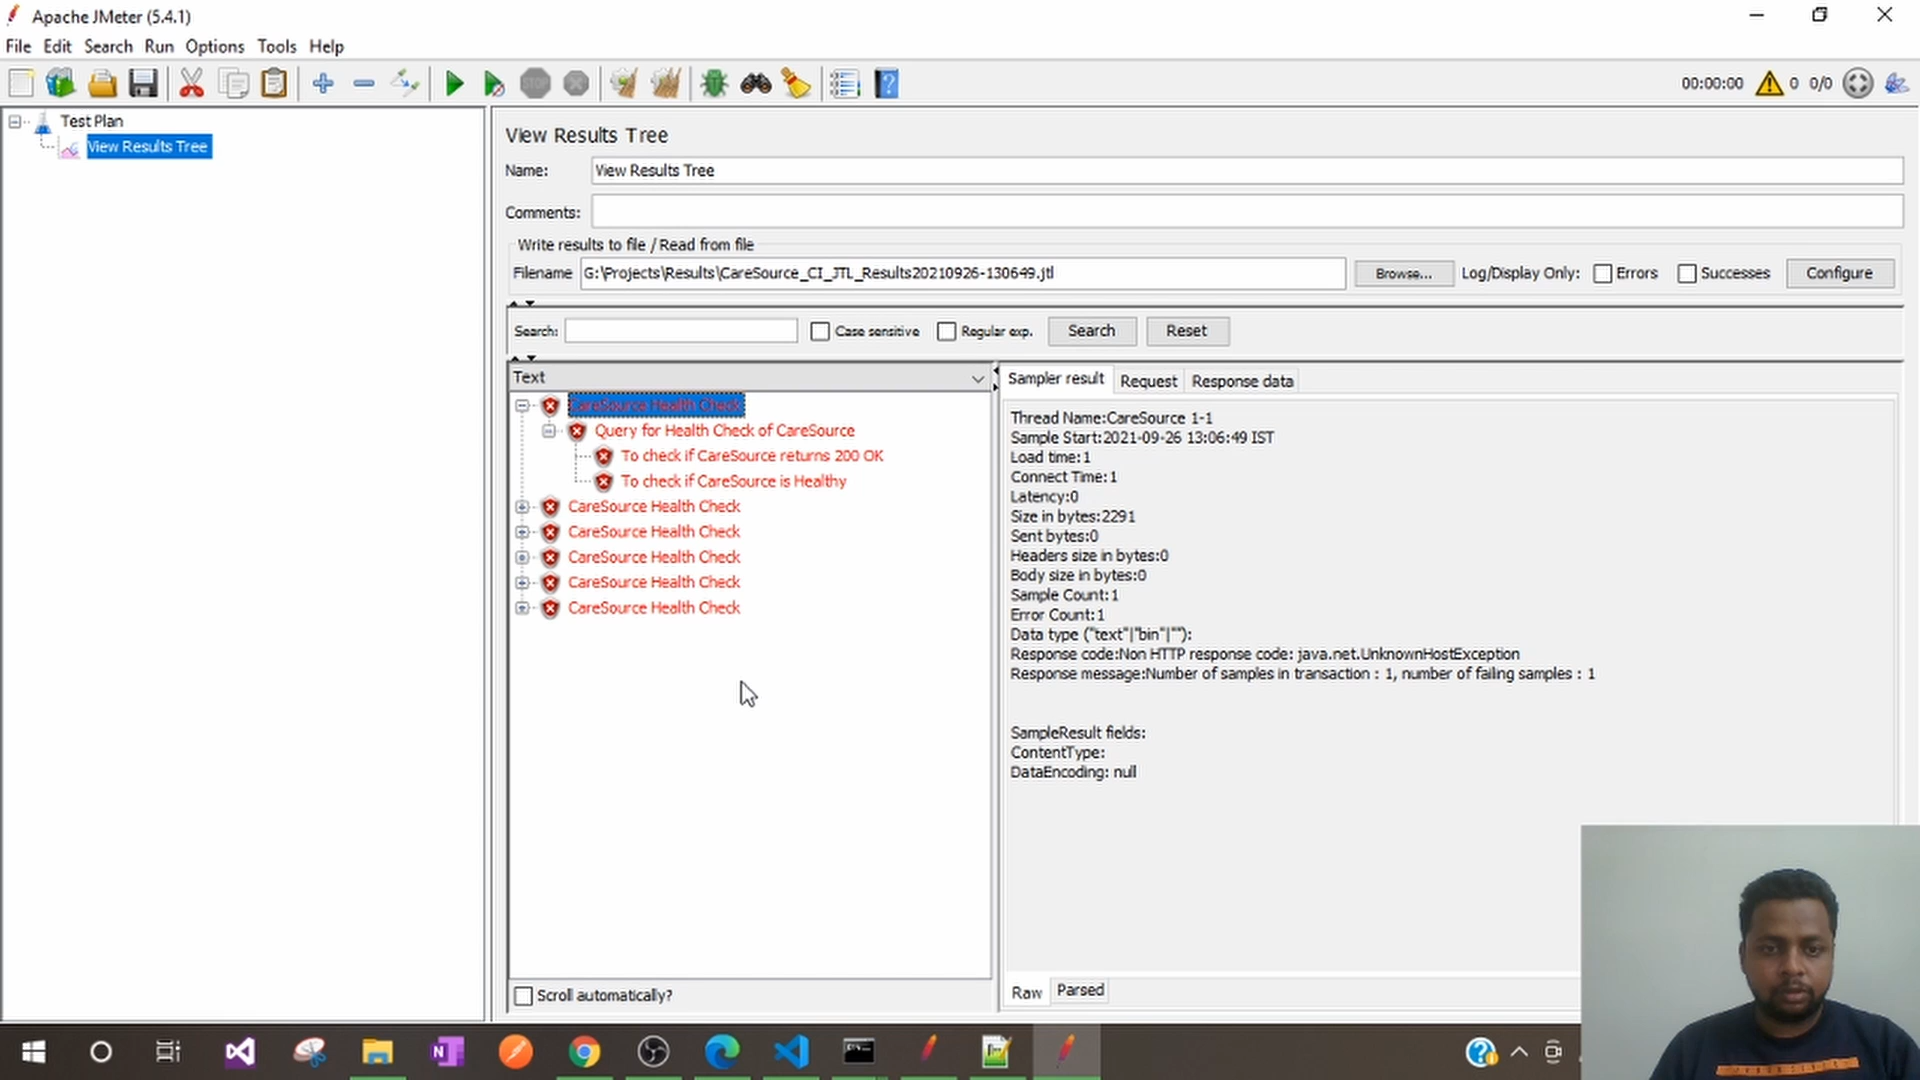 Apache JMeter (5.4.1)
File Edit Search Run Options Tools Help
STOP
00:00:00 0 0/0
Test Plan
View Results Tree
View Results Tree
Name: View Results Tree
Comments:
Write results to file / Read from file
Filename G:\Projects\Results\CareSource_CI_JTL_Results20210926-130649.jtl Browse... Log/Display Only: Errors Successes Configure
Search: Case sensitive Regular exp. Search Reset
Text
CareSource Health Check
Query for Health Check of CareSource
To check if CareSource returns 200 OK
To check if CareSource is Healthy
CareSource Health Check
CareSource Health Check
CareSource Health Check
CareSource Health Check
CareSource Health Check
Scroll automatically?
Sampler result Request Response data
Thread Name:CareSource 1-1
Sample Start:2021-09-26 13:06:49 IST
Load time:1
Connect Time:1
Latency:0
Size in bytes:2291
Sent bytes:0
Headers size in bytes:0
Body size in bytes:0
Sample Count:1
Error Count:1
Data type ("text"|"bin"|""):
Response code:Non HTTP response code: java.net.UnknownHostException
Response message:Number of samples in transaction : 1, number of failing samples : 1
SampleResult fields:
ContentType:
DataEncoding: null
Raw Parsed